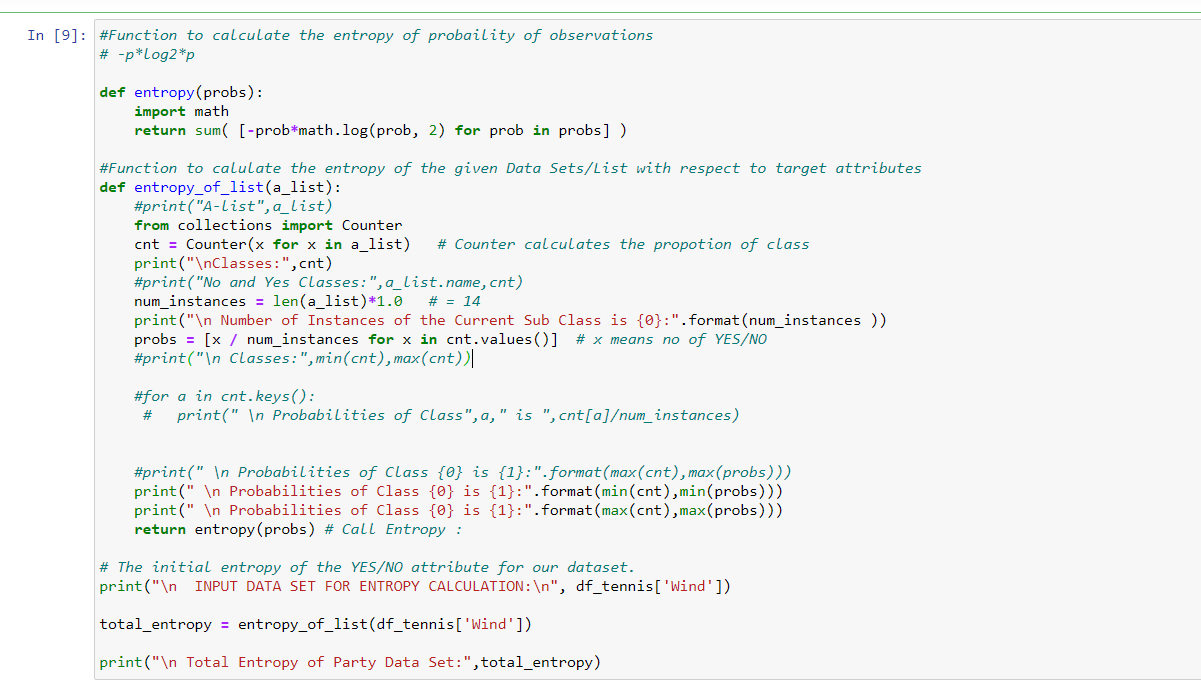 In [9]: #Function to calculate the entropy of probaility of observations
# -p*log2*p
def entropy(probs):
    import math
    return sum( [-prob*math.log(prob, 2) for prob in probs] )
#Function to calulate the entropy of the given Data Sets/List with respect to target attributes
def entropy_of_list(a_list):
    #print("A-list",a_list)
    from collections import Counter
    cnt = Counter(x for x in a_list)   # Counter calculates the propotion of class
    print("\nClasses:",cnt)
    #print("No and Yes Classes:",a_list.name,cnt)
    num_instances = len(a_list)*1.0   # = 14
    print("\n Number of Instances of the Current Sub Class is {0}:".format(num_instances ))
    probs = [x / num_instances for x in cnt.values()]  # x means no of YES/NO
    #print("\n Classes:",min(cnt),max(cnt))
    #for a in cnt.keys():
     #   print(" \n Probabilities of Class",a," is ",cnt[a]/num_instances)
    #print(" \n Probabilities of Class {0} is {1}:".format(max(cnt),max(probs)))
    print(" \n Probabilities of Class {0} is {1}:".format(min(cnt),min(probs)))
    print(" \n Probabilities of Class {0} is {1}:".format(max(cnt),max(probs)))
    return entropy(probs) # Call Entropy :
# The initial entropy of the YES/NO attribute for our dataset.
print("\n  INPUT DATA SET FOR ENTROPY CALCULATION:\n", df_tennis['Wind'])
total_entropy = entropy_of_list(df_tennis['Wind'])
print("\n Total Entropy of Party Data Set:",total_entropy)